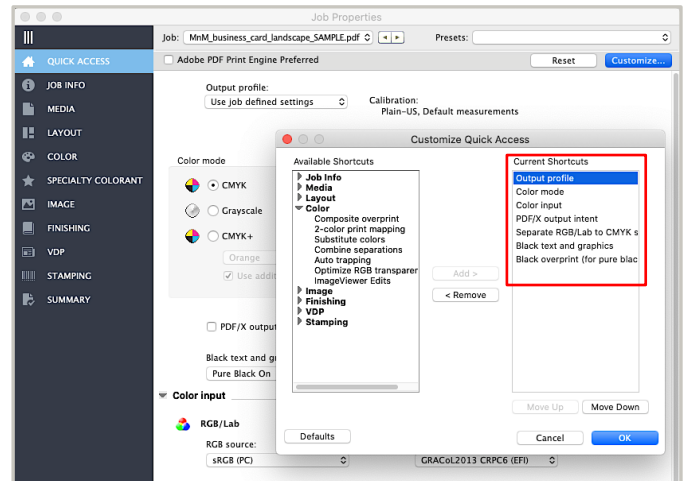 Job Properties
Job: MnM_business_card_landscape_SAMPLE.pdf
Presets:
QUICK ACCESS
Adobe PDF Print Engine Preferred
Reset
Customize...
JOB INFO
MEDIA
LAYOUT
COLOR
SPECIALTY COLORANT
IMAGE
FINISHING
VDP
STAMPING
SUMMARY
Output profile:
Use job defined settings
Calibration:
Plain-US, Default measurements
Color mode
CMYK
Grayscale
CMYK+
Orange
Use addit
PDF/X output
Black text and gr
Pure Black On
Color input
RGB/Lab
RGB source:
sRGB (PC)
GRACoL2013 CRPC6 (EFI)
Customize Quick Access
Available Shortcuts
Job Info
Media
Layout
Color
Composite overprint
2-color print mapping
Substitute colors
Combine separations
Auto trapping
Optimize RGB transparer
ImageViewer Edits
Image
Finishing
VDP
Stamping
Add >
< Remove
Current Shortcuts
Output profile
Color mode
Color input
PDF/X output intent
Separate RGB/Lab to CMYK s
Black text and graphics
Black overprint (for pure blac
Move Up
Move Down
Defaults
Cancel
OK